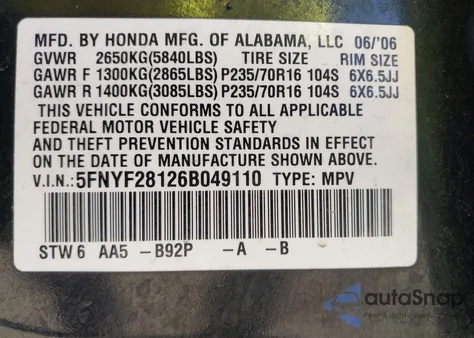 MFD. BY HONDA MFG. OF ALABAMA, LLC 06/'06
GVWR 2650KG(5840LBS) TIRE SIZE RIM SIZE
GAWR F 1300KG(2865LBS) P235/70R16 104S 6X6.5JJ
GAWR R 1400KG(3085LBS) P235/70R16 104S 6X6.5JJ
THIS VEHICLE CONFORMS TO ALL APPLICABLE
FEDERAL MOTOR VEHICLE SAFETY
AND THEFT PREVENTION STANDARDS IN EFFECT
ON THE DATE OF MANUFACTURE SHOWN ABOVE.
V.I.N.:5FNYF28126B049110 TYPE: MPV
STW 6 AA5 -B92P -A -B
autoSnap